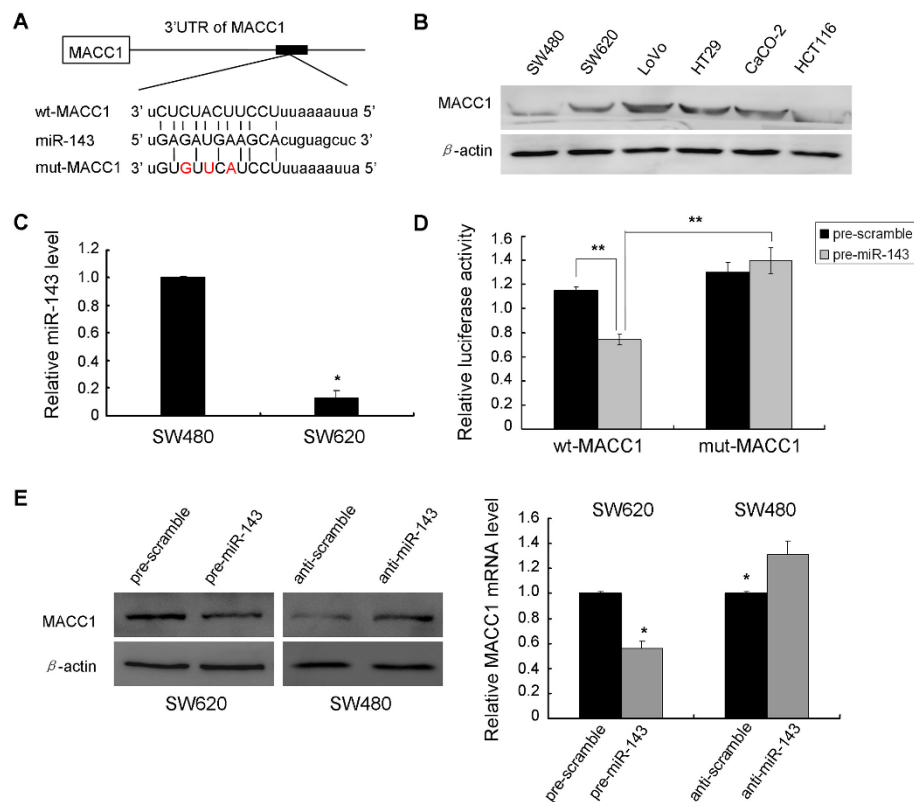 A
3'UTR of MACC1
MACC1
wt-MACC1 3' uCUCUACUUCCUuuaaaauua 5'
miR-143 5' uGAGAUGAAGCAcuguagcuc 3'
mut-MACC1 3' uGUGUUCAUCCUuuaaaauua 5'
B
SW480 SW620 LoVo HT29 CaCO-2 HCT116
MACC1
β-actin
C
Relative miR-143 level
1.2
1.0
0.8
0.6
0.4
0.2
0
*
SW480 SW620
D
** **
pre-scramble
pre-miR-143
Relative luciferase activity
1.6
1.4
1.2
1.0
0.8
0.6
0.4
0.2
0
wt-MACC1 mut-MACC1
E
pre-scramble pre-miR-143 anti-scramble anti-miR-143
MACC1
β-actin
SW620 SW480
SW620 SW480
Relative MACC1 mRNA level
1.6
1.4
1.2
1.0
0.8
0.6
0.4
0.2
0
* *
pre-scramble pre-miR-143 anti-scramble anti-miR-143